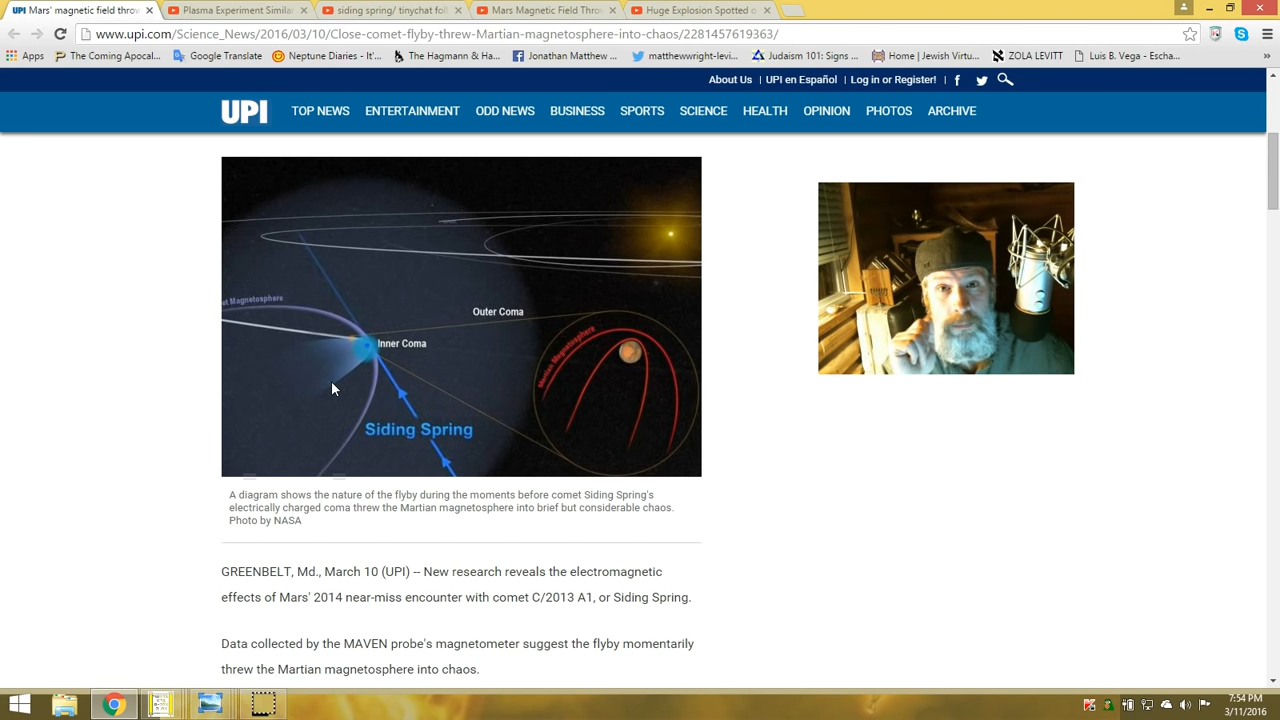 UPI Mars' magnetic field throw
Plasma Experiment Similar
siding spring/ tinychat foll
Mars Magnetic Field Throw
Huge Explosion Spotted o
www.upi.com/Science_News/2016/03/10/Close-comet-flyby-threw-Martian-magnetosphere-into-chaos/2281457619363/
Apps
The Coming Apocal...
Google Translate
Neptune Diaries - It'...
The Hagmann & Ha...
Jonathan Matthew ...
matthewwright-levi...
Judaism 101: Signs ...
Home | Jewish Virtu...
ZOLA LEVITT
Luis B. Vega - Escha...
About Us | UPI en Español | Log in or Register!
UPI
TOP NEWS
ENTERTAINMENT
ODD NEWS
BUSINESS
SPORTS
SCIENCE
HEALTH
OPINION
PHOTOS
ARCHIVE
et Magnetosphere
Outer Coma
Inner Coma
Martian Magnetosphere
Siding Spring
A diagram shows the nature of the flyby during the moments before comet Siding Spring's
electrically charged coma threw the Martian magnetosphere into brief but considerable chaos.
Photo by NASA
GREENBELT, Md., March 10 (UPI) -- New research reveals the electromagnetic
effects of Mars' 2014 near-miss encounter with comet C/2013 A1, or Siding Spring.
Data collected by the MAVEN probe's magnetometer suggest the flyby momentarily
threw the Martian magnetosphere into chaos.
7:54 PM
3/11/2016